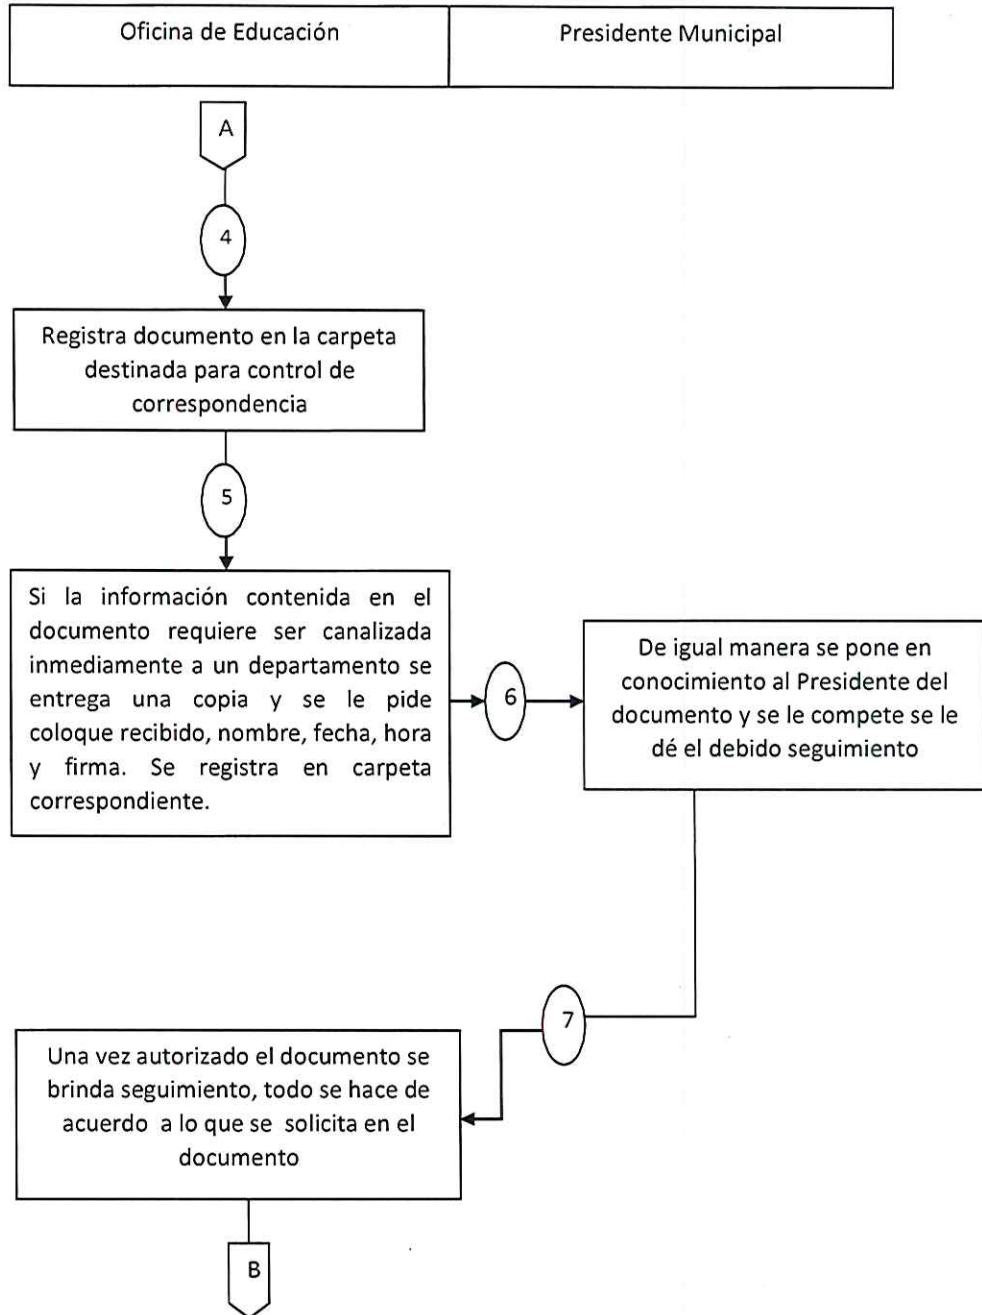 Oficina de Educación
Presidente Municipal
A
4
Registra documento en la carpeta
destinada para control de
correspondencia
5
Si la información contenida en el
documento requiere ser canalizada
inmediamente a un departamento se
entrega una copia y se le pide
coloque recibido, nombre, fecha, hora
y firma. Se registra en carpeta
correspondiente.
6
De igual manera se pone en
conocimiento al Presidente del
documento y se le compete se le
dé el debido seguimiento
7
Una vez autorizado el documento se
brinda seguimiento, todo se hace de
acuerdo a lo que se solicita en el
documento
B